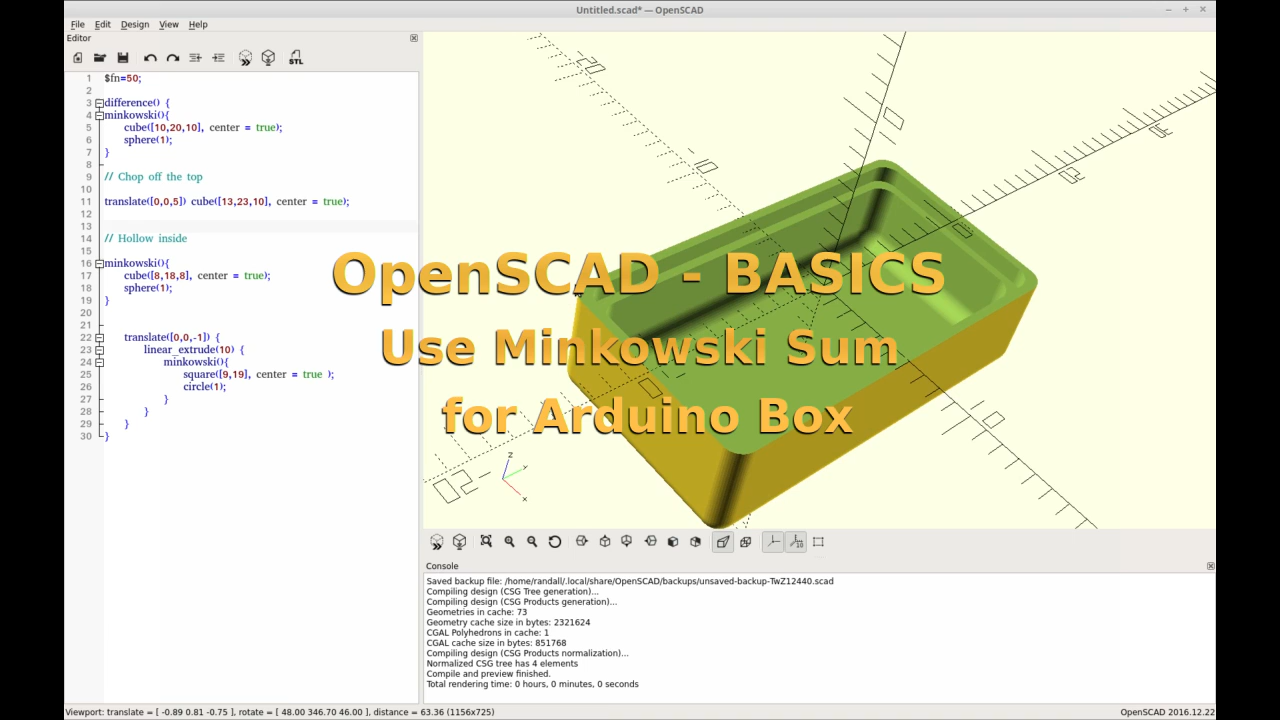 Untitled.scad* — OpenSCAD
File Edit Design View Help
Editor
STL
1 $fn=50;
2
3 difference() {
4 minkowski(){
5 cube([10,20,10], center = true);
6 sphere(1);
7 }
8
9 // Chop off the top
10
11 translate([0,0,5]) cube([13,23,10], center = true);
12
13
14 // Hollow inside
15
16 minkowski(){
17 cube([8,18,8], center = true);
18 sphere(1);
19 }
20
21
22 translate([0,0,-1]) {
23 linear_extrude(10) {
24 minkowski(){
25 square([9,19], center = true );
26 circle(1);
27 }
28 }
29 }
30 }
OpenSCAD - BASICS
Use Minkowski Sum
for Arduino Box
z
y
x
10
Console
Saved backup file: /home/randall/.local/share/OpenSCAD/backups/unsaved-backup-TwZ12440.scad
Compiling design (CSG Tree generation)...
Compiling design (CSG Products generation)...
Geometries in cache: 73
Geometry cache size in bytes: 2321624
CGAL Polyhedrons in cache: 1
CGAL cache size in bytes: 851768
Compiling design (CSG Products normalization)...
Normalized CSG tree has 4 elements
Compile and preview finished.
Total rendering time: 0 hours, 0 minutes, 0 seconds
Viewport: translate = [ -0.89 0.81 -0.75 ], rotate = [ 48.00 346.70 46.00 ], distance = 63.36 (1156x725)
OpenSCAD 2016.12.22